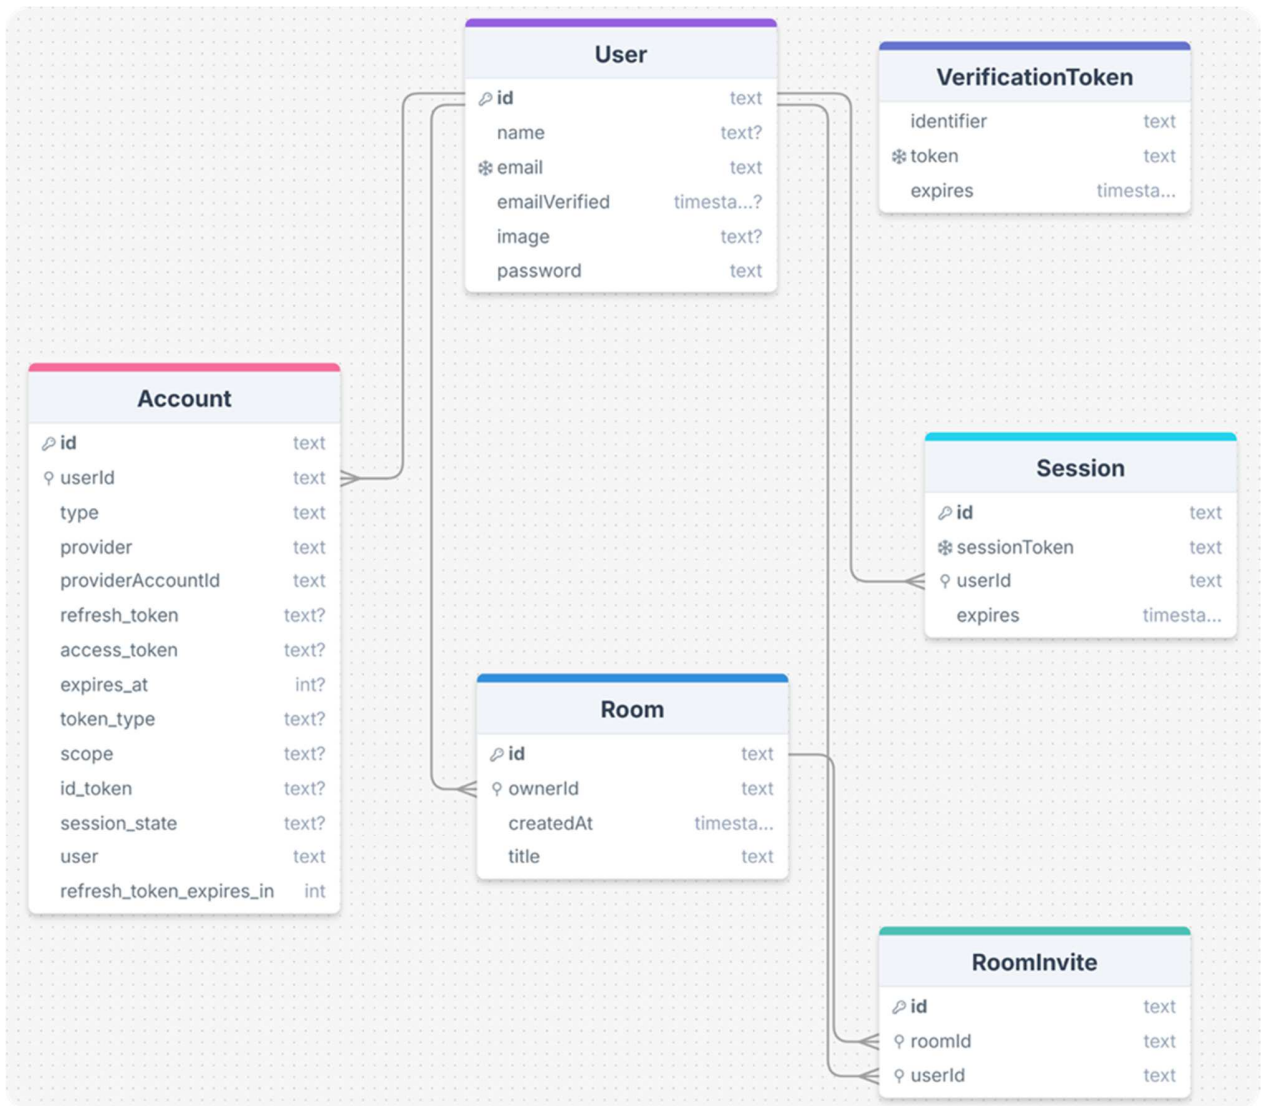 User
id text
name text?
email text
emailVerified timesta...?
image text?
password text
VerificationToken
identifier text
token text
expires timesta...
Account
id text
userId text
type text
provider text
providerAccountId text
refresh_token text?
access_token text?
expires_at int?
token_type text?
scope text?
id_token text?
session_state text?
user text
refresh_token_expires_in int
Session
id text
sessionToken text
userId text
expires timesta...
Room
id text
ownerId text
createdAt timesta...
title text
RoomInvite
id text
roomId text
userId text